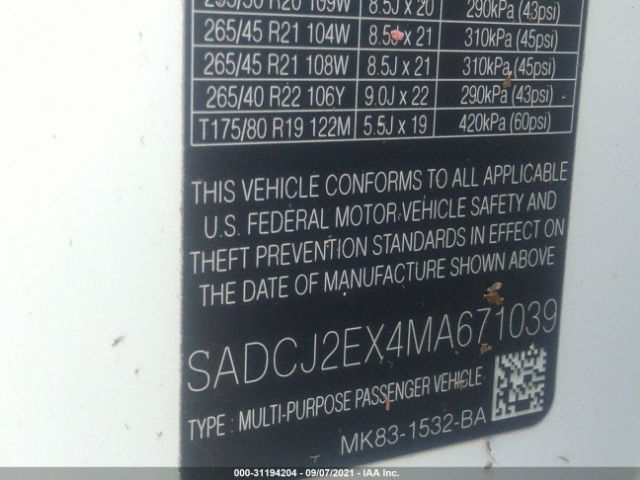 255/50 R20 109W 8.5J x 20 290kPa (43psi)
265/45 R21 104W 8.5J x 21 310kPa (45psi)
265/45 R21 108W 8.5J x 21 310kPa (45psi)
265/40 R22 106Y 9.0J x 22 290kPa (43psi)
T175/80 R19 122M 5.5J x 19 420kPa (60psi)
THIS VEHICLE CONFORMS TO ALL APPLICABLE
U.S. FEDERAL MOTOR VEHICLE SAFETY AND
THEFT PREVENTION STANDARDS IN EFFECT ON
THE DATE OF MANUFACTURE SHOWN ABOVE
SADCJ2EX4MA671039
TYPE : MULTI-PURPOSE PASSENGER VEHICLE
MK83-1532-BA
000-31194204 - 09/07/2021 - IAA Inc.